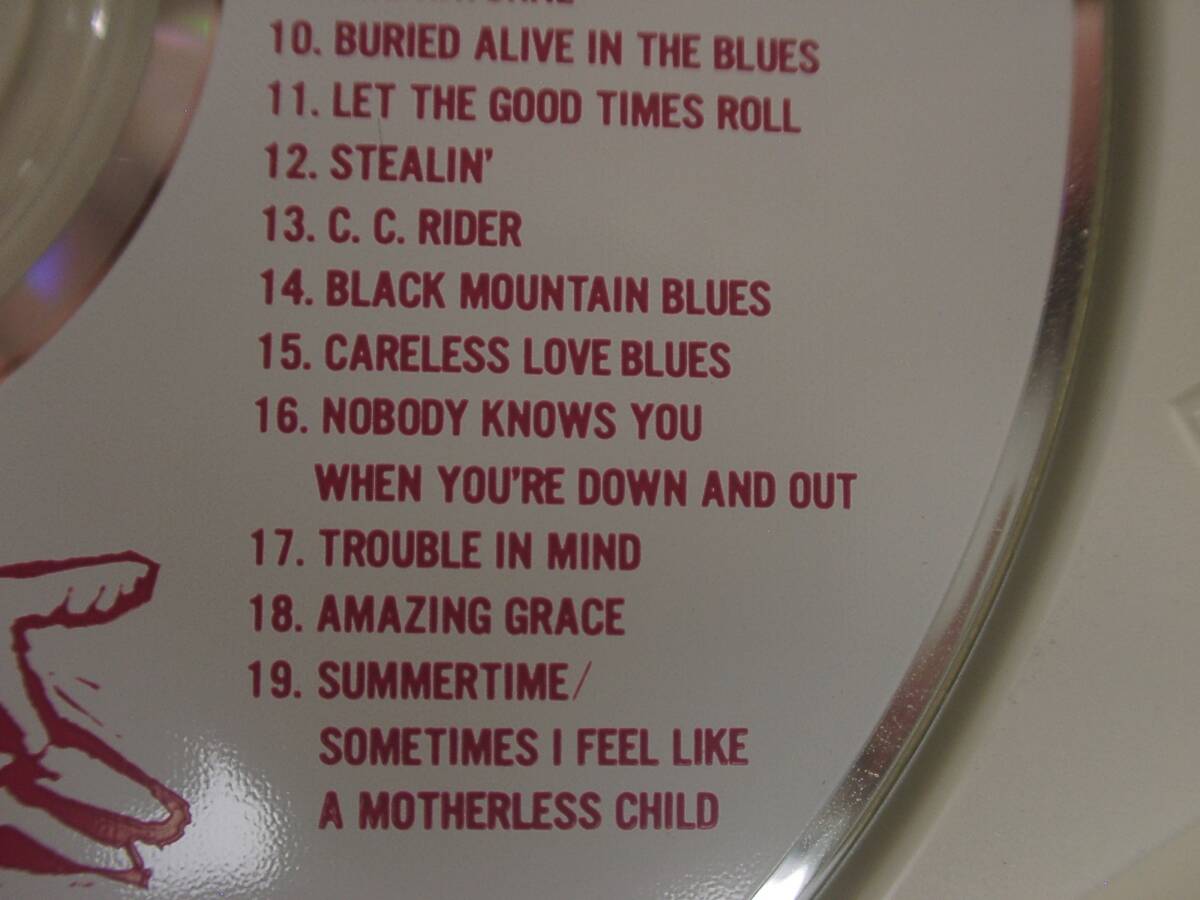 10. BURIED ALIVE IN THE BLUES
11. LET THE GOOD TIMES ROLL
12. STEALIN'
13. C. C. RIDER
14. BLACK MOUNTAIN BLUES
15. CARELESS LOVE BLUES
16. NOBODY KNOWS YOU
WHEN YOU'RE DOWN AND OUT
17. TROUBLE IN MIND
18. AMAZING GRACE
19. SUMMERTIME/
SOMETIMES I FEEL LIKE
A MOTHERLESS CHILD